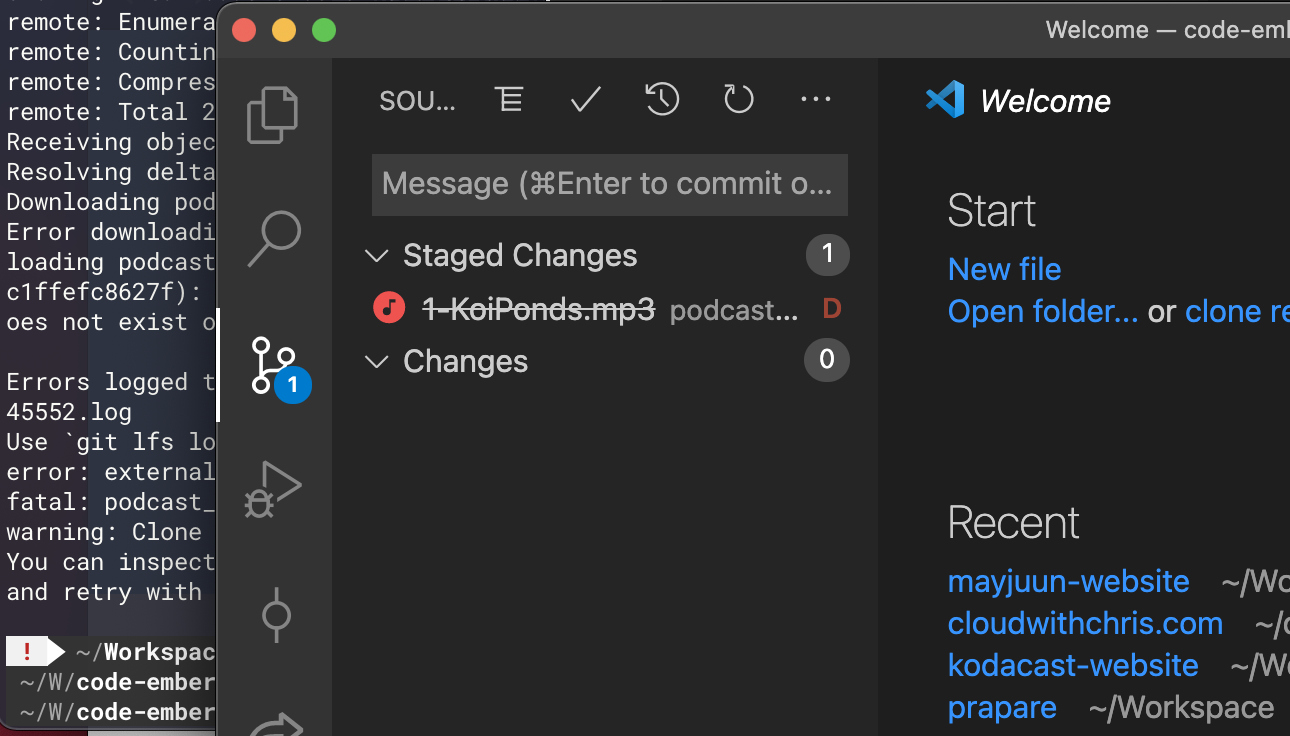 remote: Enumera
remote: Countin
remote: Compres
remote: Total 2
Receiving objec
Resolving delta
Downloading pod
Error downloadi
loading podcast
c1ffefc8627f):
oes not exist o
Errors logged t
45552.log
Use `git lfs lo
error: external
fatal: podcast_
warning: Clone
You can inspect
and retry with
! ~/Workspac
~/W/code-ember
~/W/code-ember
Welcome — code-emb
SOU...
Message (⌘Enter to commit o...
Staged Changes 1
1-KoiPonds.mp3 podcast... D
Changes 0
1
Welcome
Start
New file
Open folder... or clone re
Recent
mayjuun-website ~/Wo
cloudwithchris.com ~/
kodacast-website ~/Wo
prapare ~/Workspace